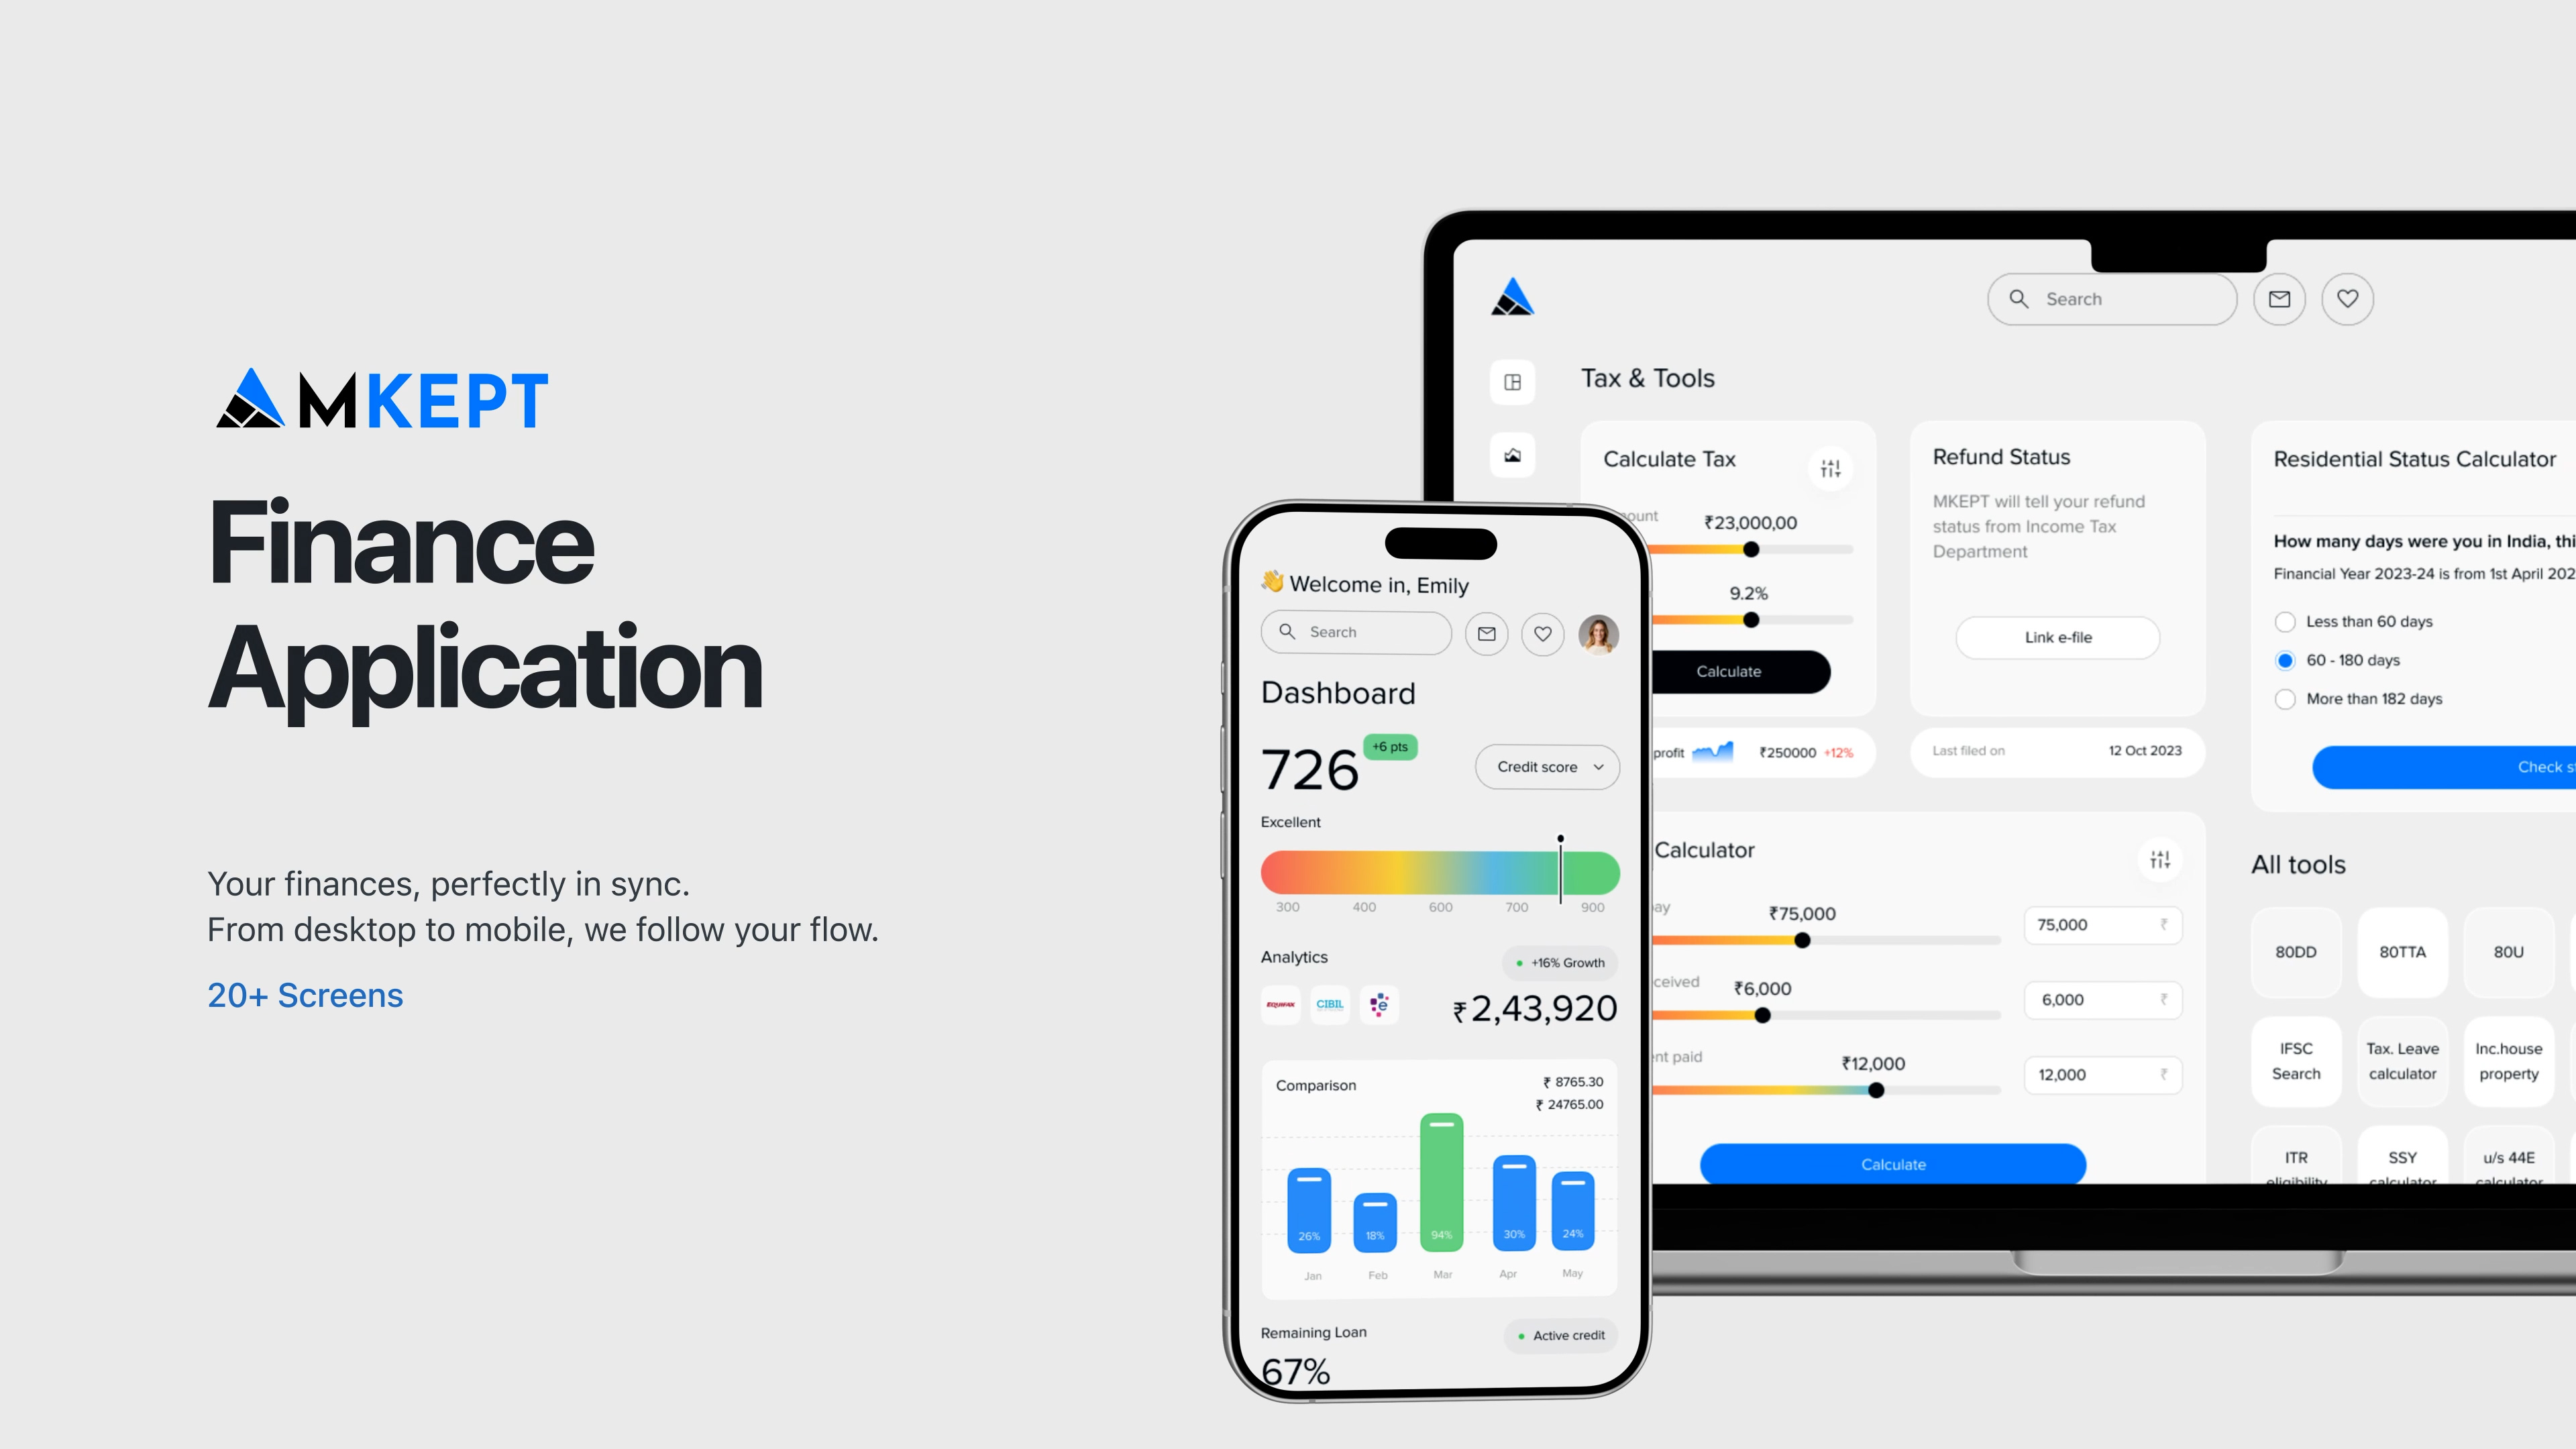 MKEPT
Finance
Application
Your finances, perfectly in sync.
From desktop to mobile, we follow your flow.
20+ Screens
👋 Welcome in, Emily
Search
Dashboard
726
+6 pts
Credit score
Excellent
300 400 600 700 900
Analytics
+16% Growth
EQUIFAX
CIBIL
e
₹2,43,920
Comparison
₹ 8765.30
₹ 24765.00
26% 18% 94% 30% 24%
Jan Feb Mar Apr May
Remaining Loan
Active credit
67%
Search
Tax & Tools
Calculate Tax
ount
₹23,000,00
9.2%
Calculate
profit
₹250000 +12%
Refund Status
MKEPT will tell your refund
status from Income Tax
Department
Link e-file
Last filed on
12 Oct 2023
Residential Status Calculator
How many days were you in India, thi
Financial Year 2023-24 is from 1st April 202
Less than 60 days
60 - 180 days
More than 182 days
Check s
Calculator
ay
₹75,000
75,000 ₹
ceived
₹6,000
6,000 ₹
ent paid
₹12,000
12,000 ₹
Calculate
All tools
80DD
80TTA
80U
IFSC
Search
Tax. Leave
calculator
Inc.house
property
ITR
eligibility
SSY
calculator
u/s 44E
calculator